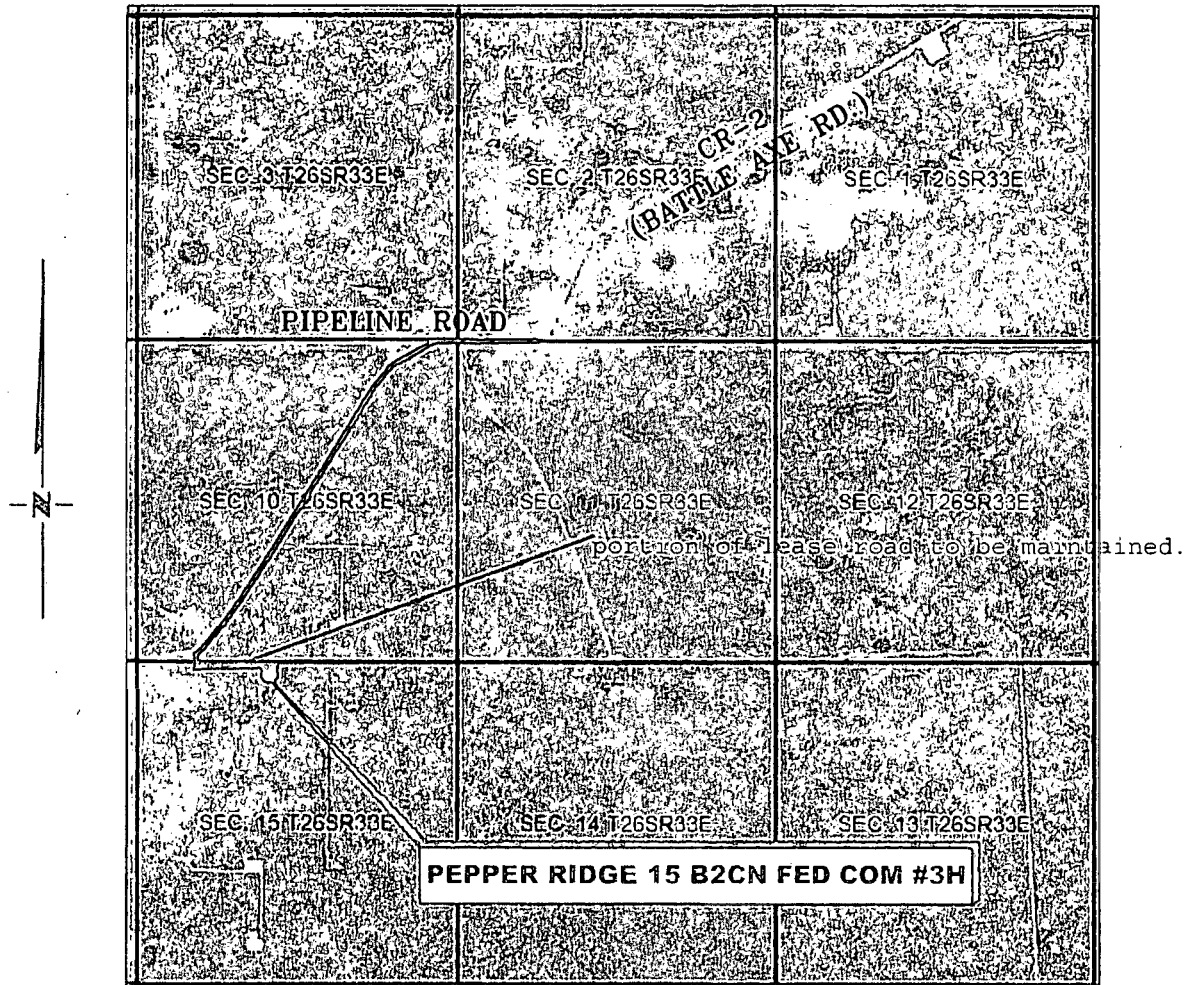 CR-2
(BATTLE AXE RD.)
SEC. 3 T26SR33E
SEC. 2 T26SR33E
SEC. 1 T26SR33E
PIPELINE ROAD
N
SEC. 10 T26SR33E
SEC. 11 T26SR33E
SEC. 12 T26SR33E
portion of lease road to be maintained.
SEC. 15 T26SR33E
SEC. 14 T26SR33E
SEC. 13 T26SR33E
PEPPER RIDGE 15 B2CN FED COM #3H